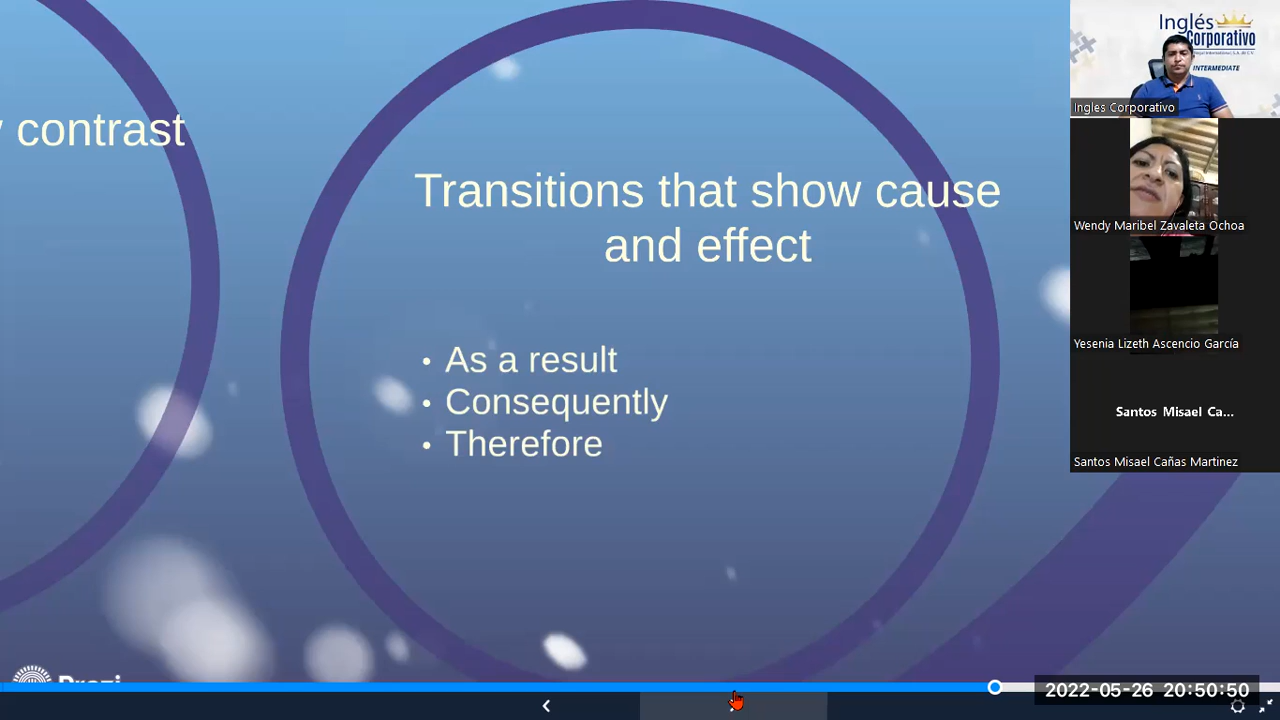 y contrast
Transitions that show cause
and effect
• As a result
• Consequently
• Therefore
Prezi
Inglés
Corporativo
INTERMEDIATE
Ingles Corporativo
Wendy Maribel Zavaleta Ochoa
Yesenia Lizeth Ascencio García
Santos Misael Ca...
Santos Misael Cañas Martinez
2022-05-26 20:50:50